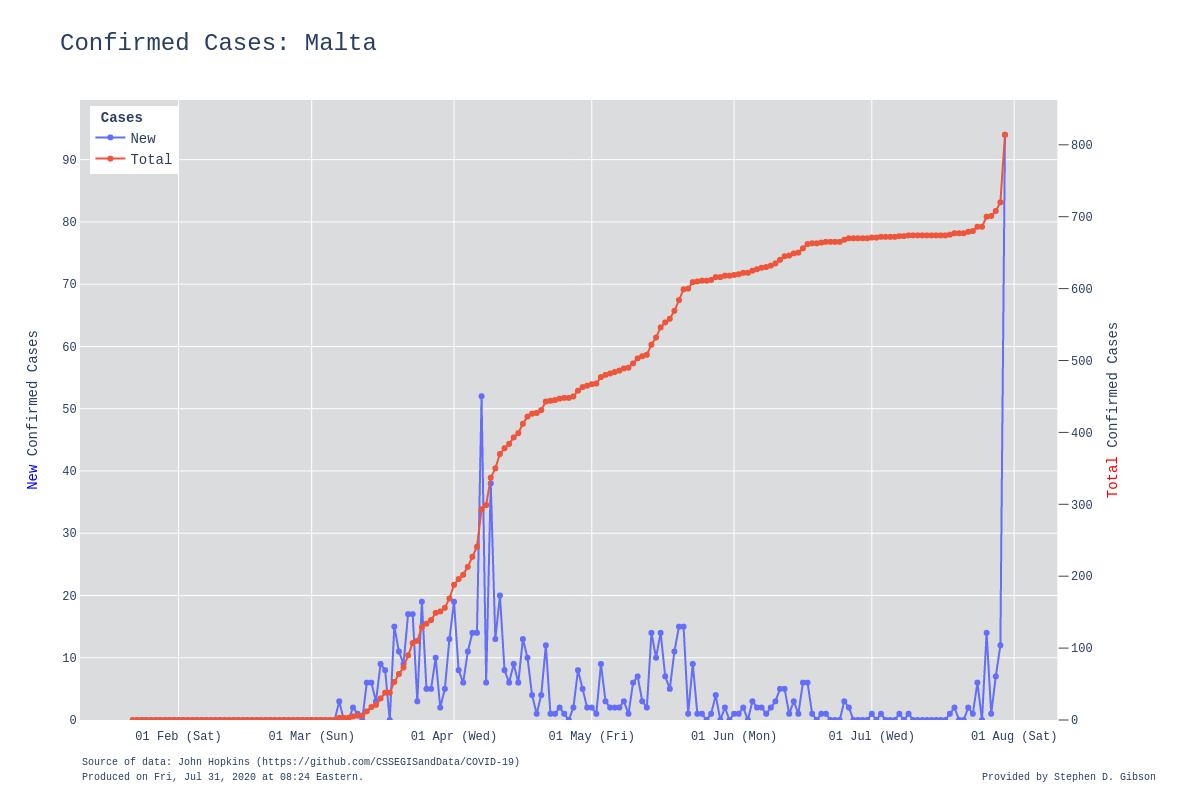 Confirmed Cases: Malta
Cases
New
Total
90
80
70
60
50
40
30
20
10
0
800
700
600
500
400
300
200
100
0
New Confirmed Cases
Total Confirmed Cases
01 Feb (Sat)
01 Mar (Sun)
01 Apr (Wed)
01 May (Fri)
01 Jun (Mon)
01 Jul (Wed)
01 Aug (Sat)
Source of data: John Hopkins (https://github.com/CSSEGISandData/COVID-19)
Produced on Fri, Jul 31, 2020 at 08:24 Eastern.
Provided by Stephen D. Gibson